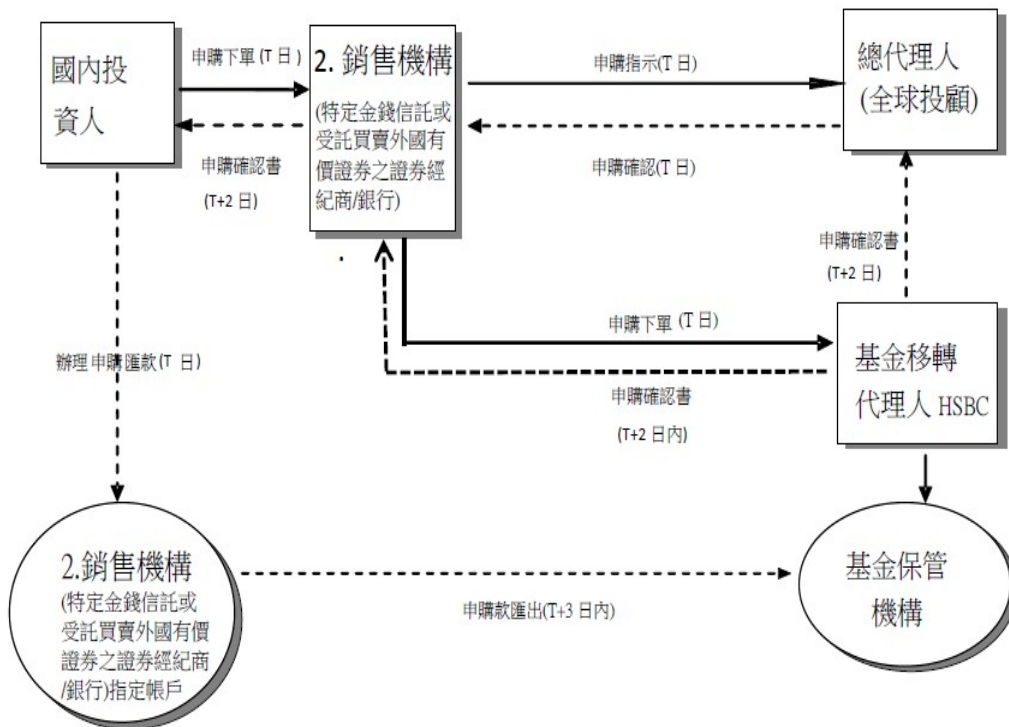 國內投
資人
申購下單 (T 日)
申購確認書
(T+2 日)
2. 銷售機構
(特定金錢信託或
受託買賣外國有
價證券之證券經
紀商/銀行)
申購指示(T 日)
申購確認(T 日)
總代理人
(全球投顧)
申購確認書
(T+2 日)
申購下單 (T 日)
申購確認書
(T+2 日內)
基金移轉
代理人 HSBC
辦理申購匯款(T 日)
2.銷售機構
(特定金錢信託或
受託買賣外國有價
證券之證券經紀商
/銀行)指定帳戶
申購款匯出(T+3 日內)
基金保管
機構